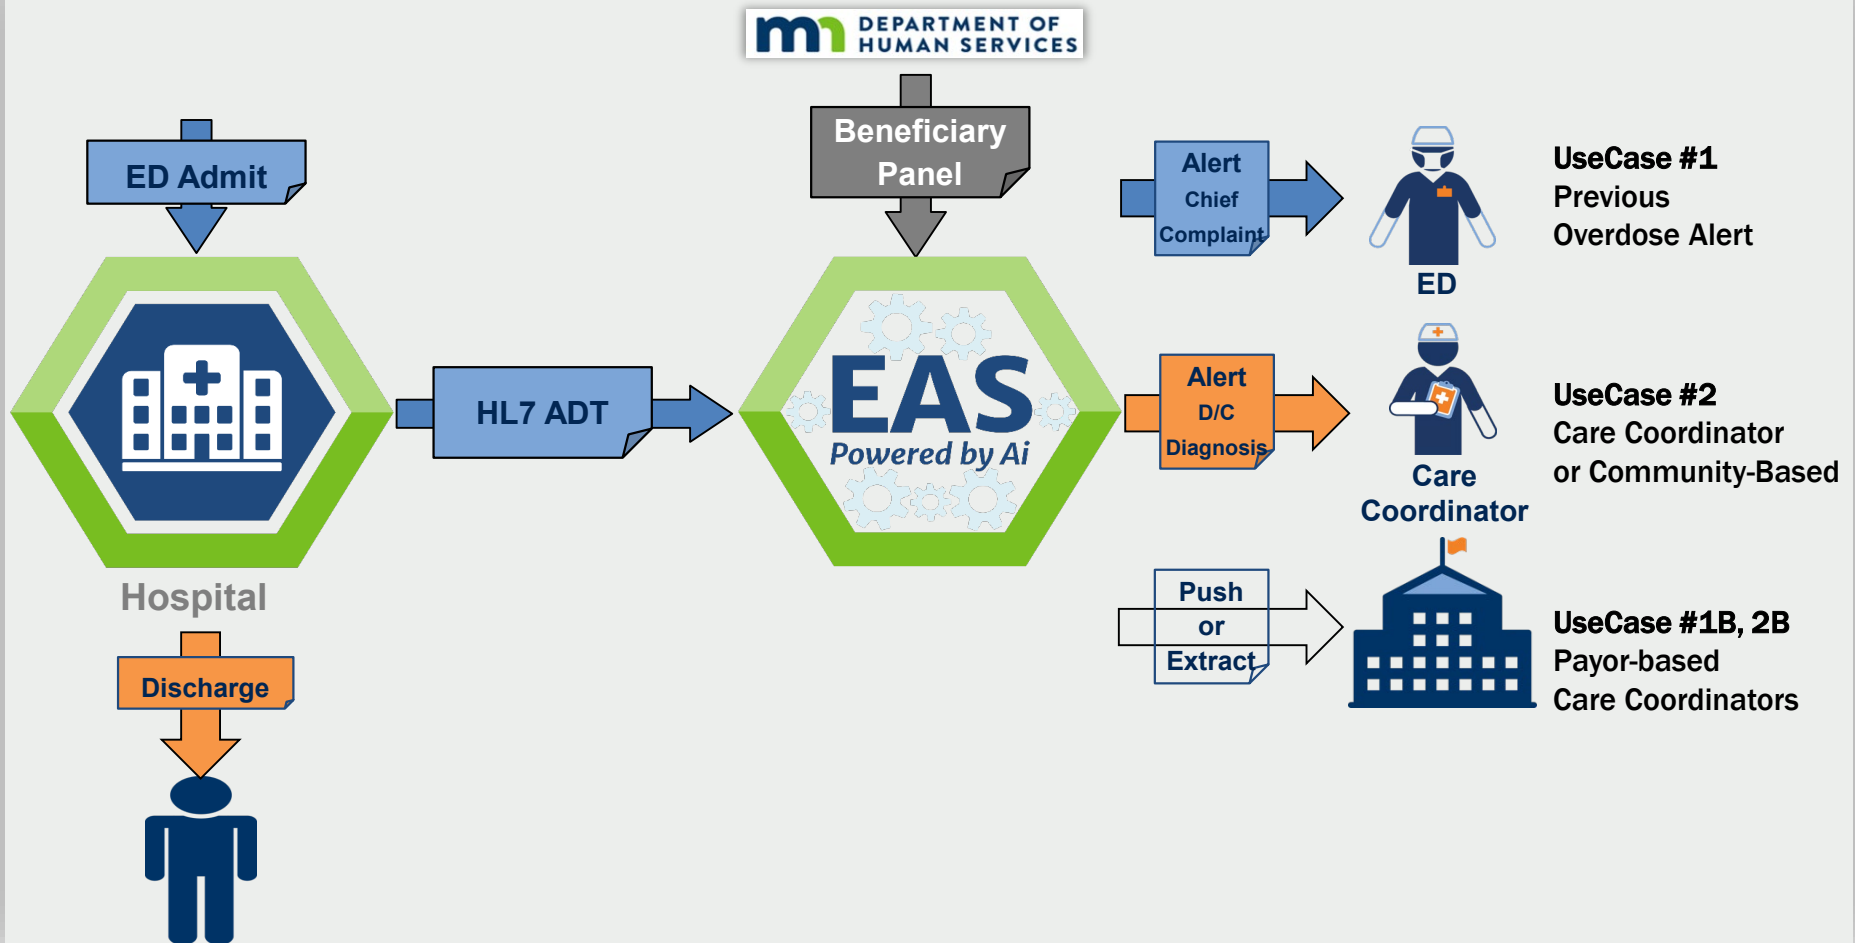 mn DEPARTMENT OF
HUMAN SERVICES
ED Admit
Beneficiary
Panel
Alert
Chief
Complaint
ED
UseCase #1
Previous
Overdose Alert
HL7 ADT
EAS
Powered by Ai
Alert
D/C
Diagnosis
Care
Coordinator
UseCase #2
Care Coordinator
or Community-Based
Hospital
Discharge
Push
or
Extract
UseCase #1B, 2B
Payor-based
Care Coordinators